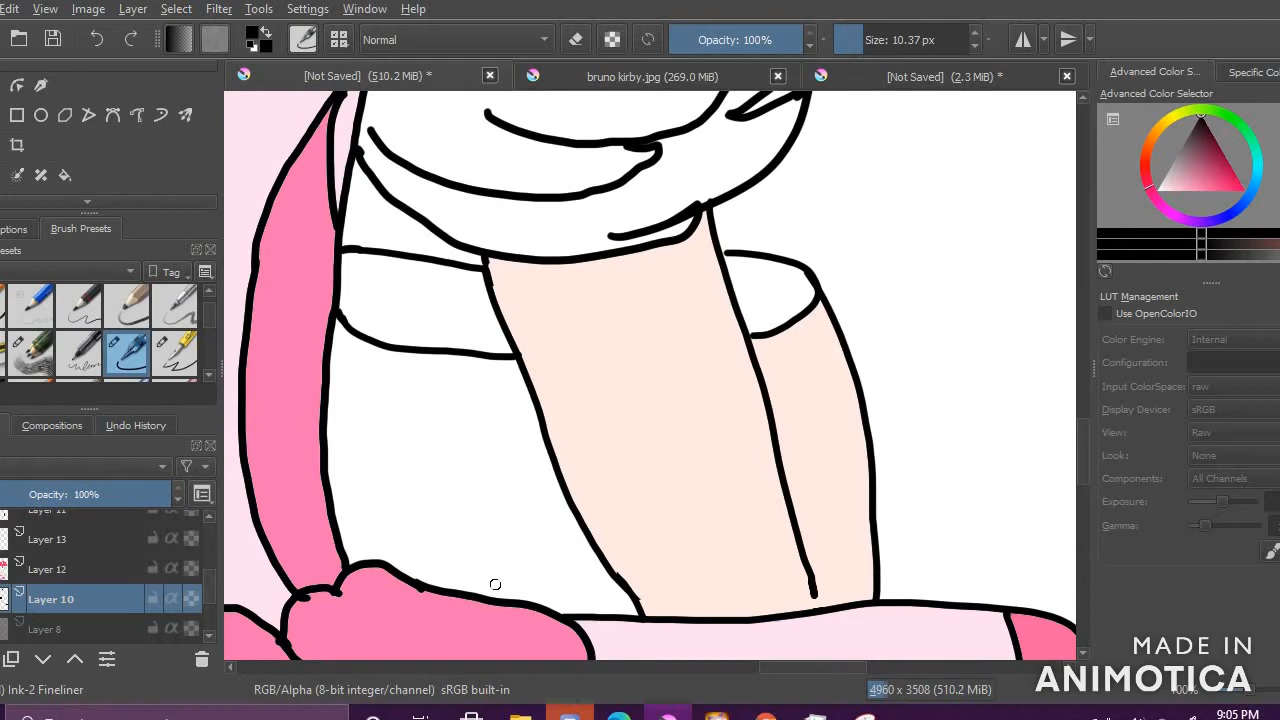 Edit View Image Layer Select Filter Tools Settings Window Help
Normal Opacity: 100% Size: 10.37 px
[Not Saved] (510.2 MiB) * bruno kirby.jpg (269.0 MiB) [Not Saved] (2.3 MiB) * Advanced Color S... Specific Co
Advanced Color Selector
ptions Brush Presets
esets
Tag
LUT Management
Use OpenColorIO
Color Engine: Internal
Configuration:
Input ColorSpace: raw
Display Device: sRGB
View: Raw
Look: None
Components: All Channels
Exposure:
Gamma:
Compositions Undo History
Opacity: 100%
Layer 11
Layer 13
Layer 12
Layer 10
Layer 8
) Ink-2 Fineliner RGB/Alpha (8-bit integer/channel) sRGB built-in 4960 x 3508 (510.2 MiB) 100%
MADE IN
ANIMOTICA
9:05 PM